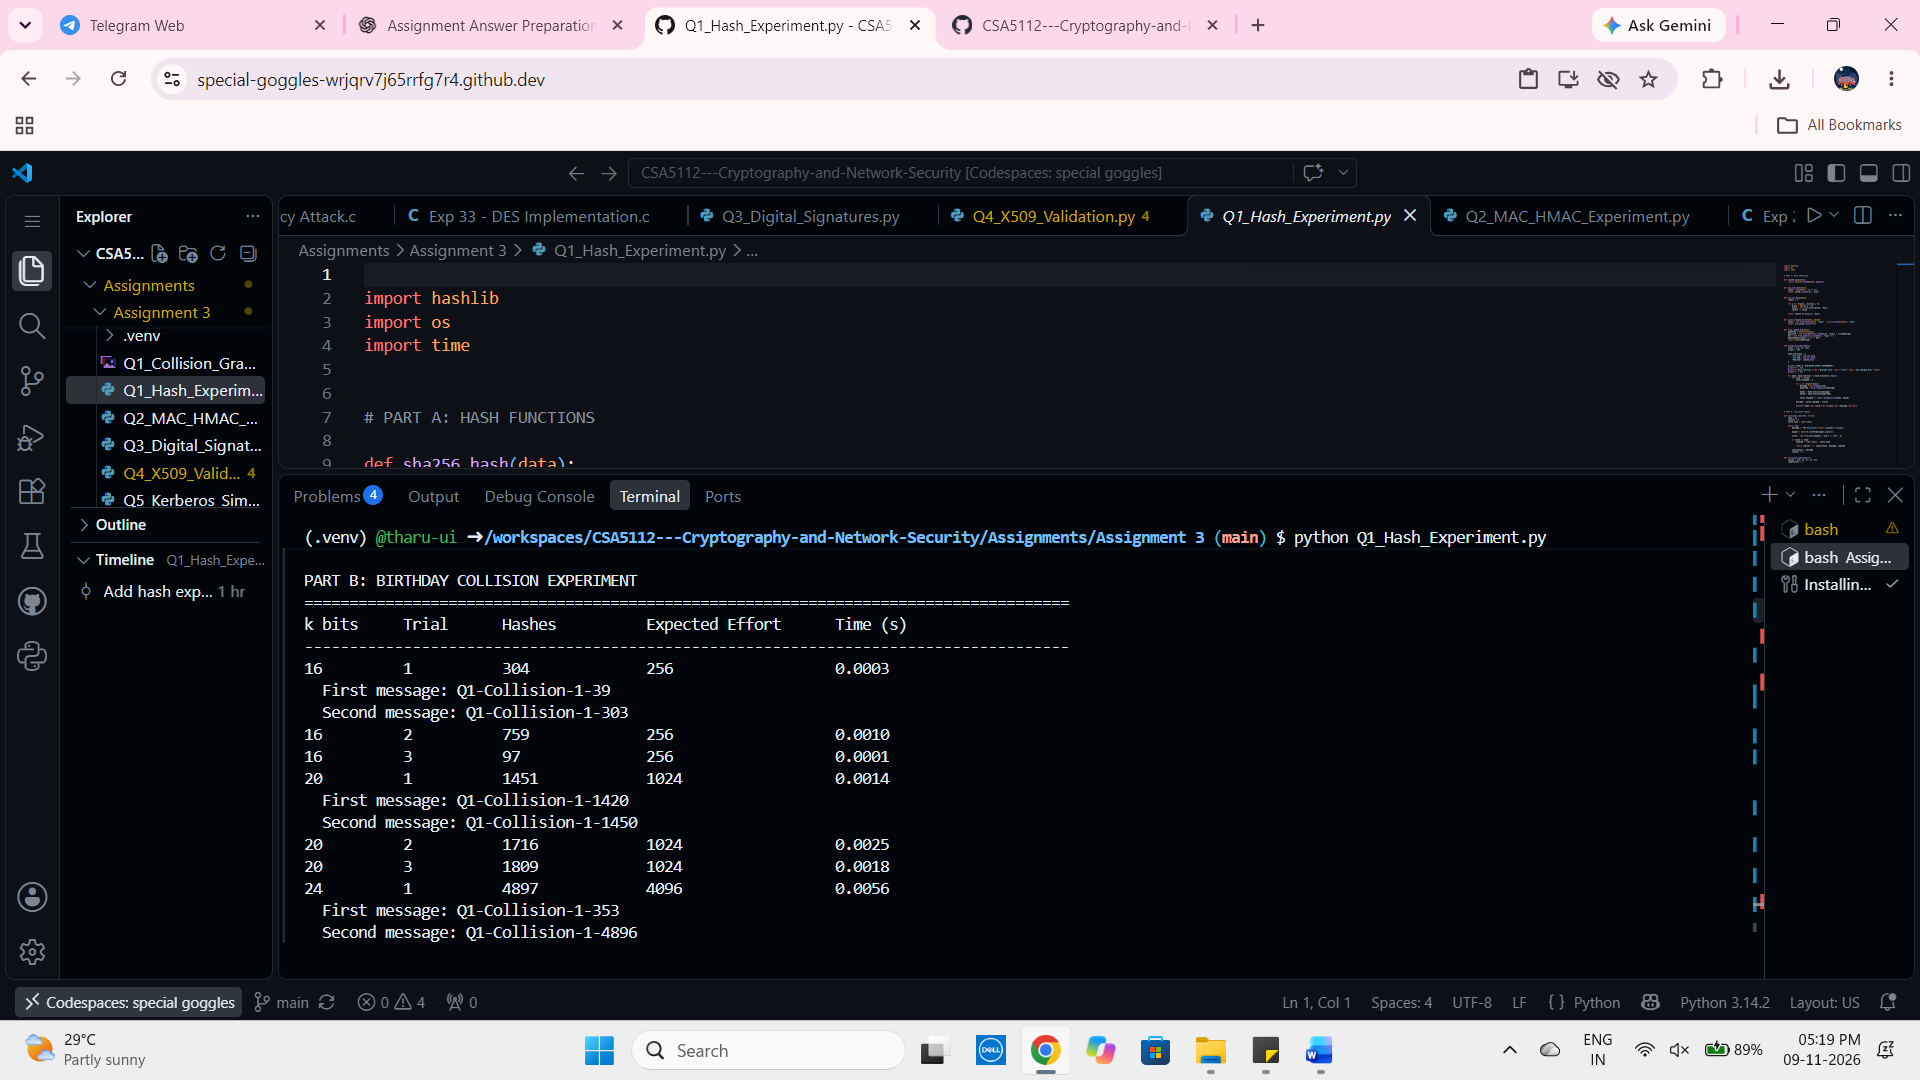 Telegram Web
Assignment Answer Preparation
Q1_Hash_Experiment.py - CSA5
CSA5112---Cryptography-and-
Ask Gemini
special-goggles-wrjqrv7j65rrfg7r4.github.dev
All Bookmarks
CSA5112---Cryptography-and-Network-Security [Codespaces: special goggles]
Explorer
CSA5...
Assignments
Assignment 3
.venv
Q1_Collision_Gra...
Q1_Hash_Experim...
Q2_MAC_HMAC_...
Q3_Digital_Signat...
Q4_X509_Valid... 4
Q5_Kerberos_Sim...
Outline
Timeline Q1_Hash_Expe...
Add hash exp... 1 hr
cy Attack.c
C Exp 33 - DES Implementation.c
Q3_Digital_Signatures.py
Q4_X509_Validation.py 4
Q1_Hash_Experiment.py
Q2_MAC_HMAC_Experiment.py
C Exp
Assignments > Assignment 3 > Q1_Hash_Experiment.py > ...
1
2 import hashlib
3 import os
4 import time
5
6
7 # PART A: HASH FUNCTIONS
8
9 def sha256_hash(data):
Problems 4 Output Debug Console Terminal Ports
(.venv) @tharu-ui ➜/workspaces/CSA5112---Cryptography-and-Network-Security/Assignments/Assignment 3 (main) $ python Q1_Hash_Experiment.py
PART B: BIRTHDAY COLLISION EXPERIMENT
=====================================================================================
k bits Trial Hashes Expected Effort Time (s)
-------------------------------------------------------------------------------------
16 1 304 256 0.0003
First message: Q1-Collision-1-39
Second message: Q1-Collision-1-303
16 2 759 256 0.0010
16 3 97 256 0.0001
20 1 1451 1024 0.0014
First message: Q1-Collision-1-1420
Second message: Q1-Collision-1-1450
20 2 1716 1024 0.0025
20 3 1809 1024 0.0018
24 1 4897 4096 0.0056
First message: Q1-Collision-1-353
Second message: Q1-Collision-1-4896
bash
bash Assig...
Installin...
Codespaces: special goggles
main
0 4
0
Ln 1, Col 1
Spaces: 4
UTF-8
LF
{ } Python
Python 3.14.2
Layout: US
29°C
Partly sunny
Search
DELL
ENG
IN
89%
05:19 PM
09-11-2026